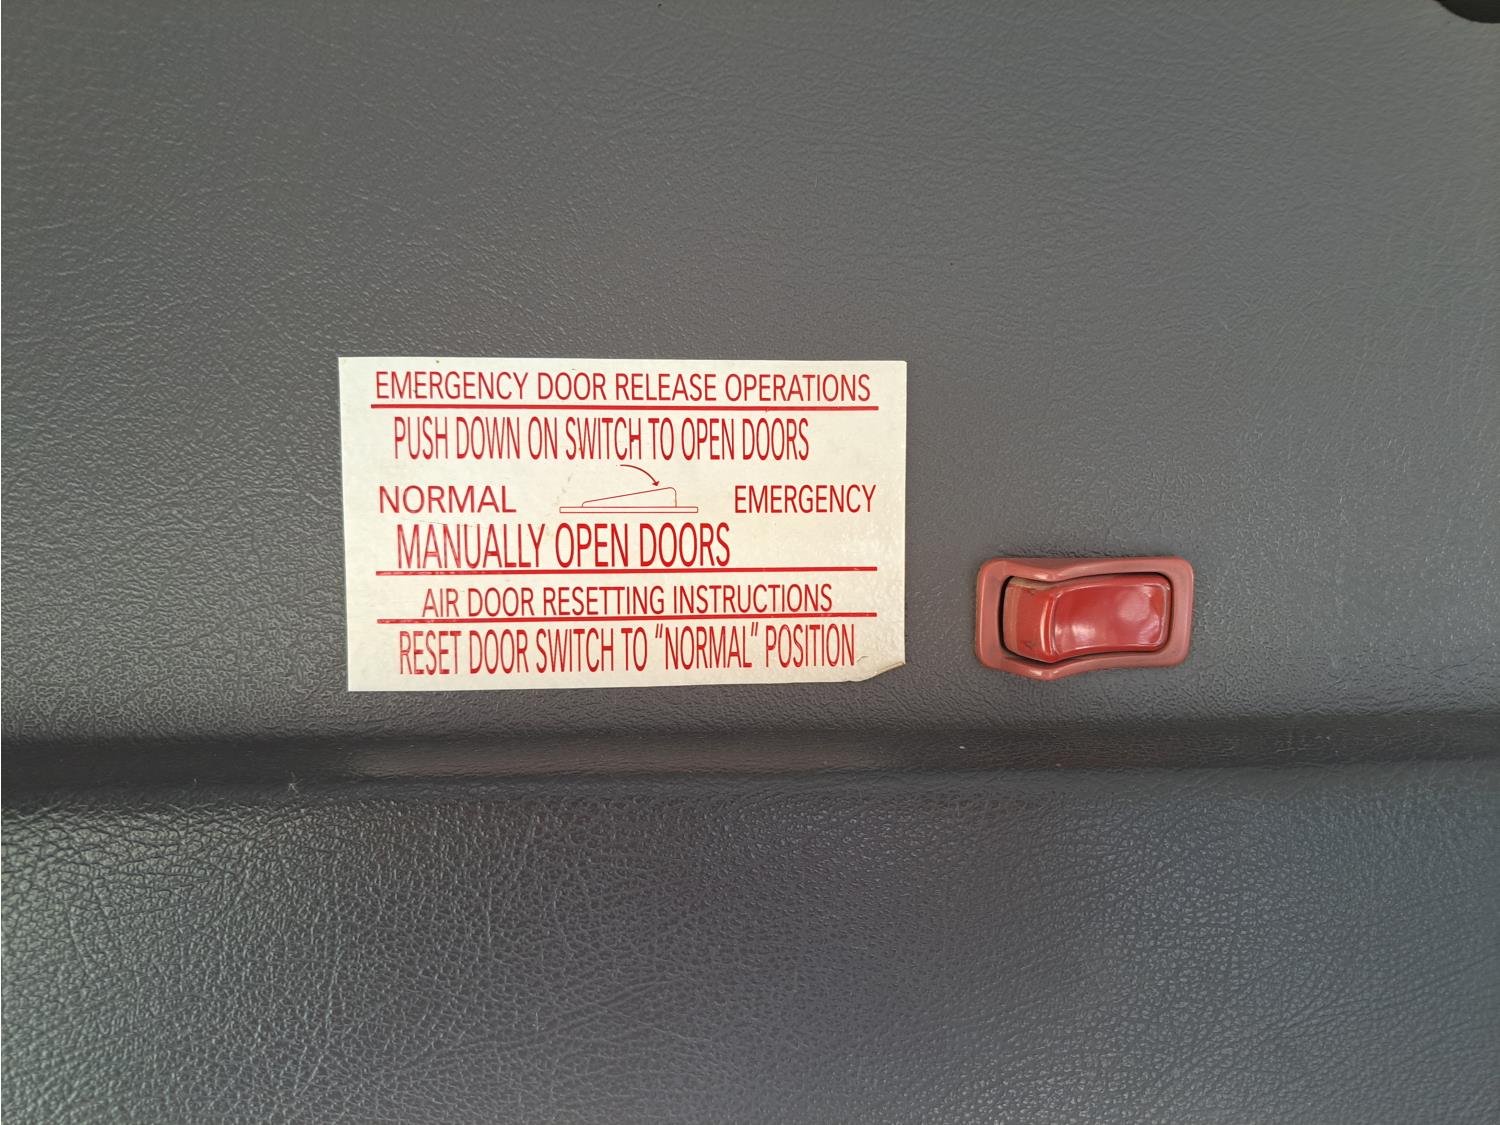 EMERGENCY DOOR RELEASE OPERATIONS
PUSH DOWN ON SWITCH TO OPEN DOORS
NORMAL EMERGENCY
MANUALLY OPEN DOORS
AIR DOOR RESETTING INSTRUCTIONS
RESET DOOR SWITCH TO "NORMAL" POSITION